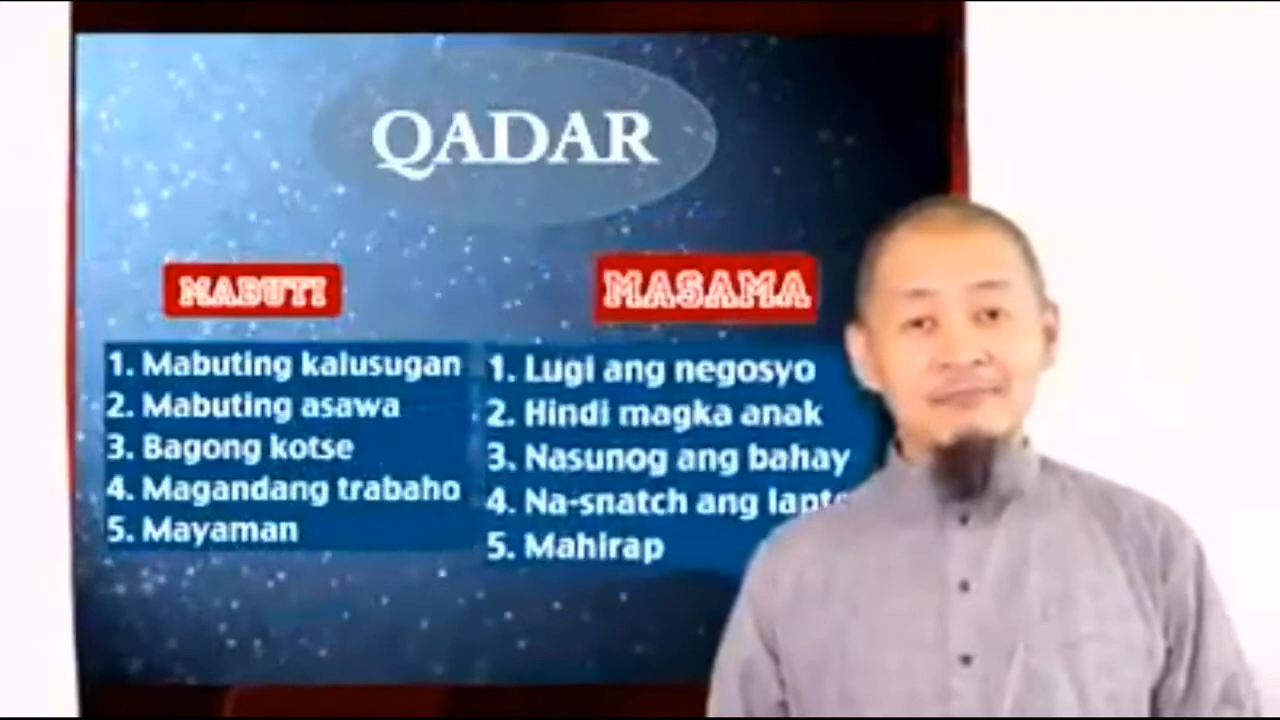 QADAR
MABUTI
1. Mabuting kalusugan
2. Mabuting asawa
3. Bagong kotse
4. Magandang trabaho
5. Mayaman
MASAMA
1. Lugi ang negosyo
2. Hindi magka anak
3. Nasunog ang bahay
4. Na-snatch ang
5. Mahirap